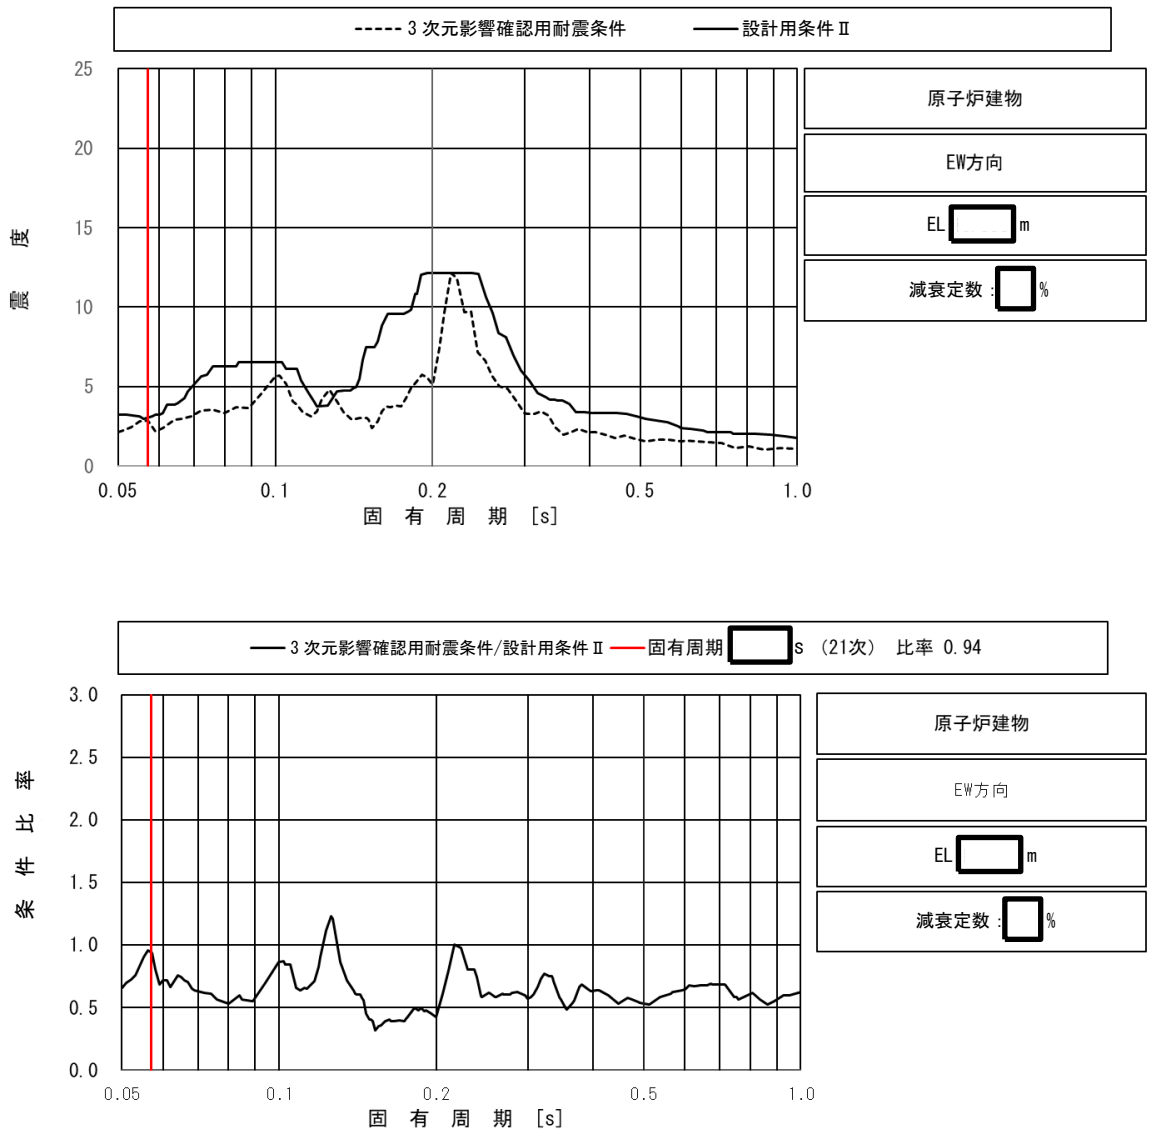 3次元影響確認用耐震条件 設計用条件Ⅱ
25
20
15
10
5
0
震度
0.05 0.1 0.2 0.5 1.0
固有周期 [s]
原子炉建物
EW方向
EL m
減衰定数: %
3次元影響確認用耐震条件/設計用条件Ⅱ 固有周期 s (21次) 比率 0.94
3.0
2.5
2.0
1.5
1.0
0.5
0.0
条件比率
0.05 0.1 0.2 0.5 1.0
固有周期 [s]
原子炉建物
EW方向
EL m
減衰定数: %